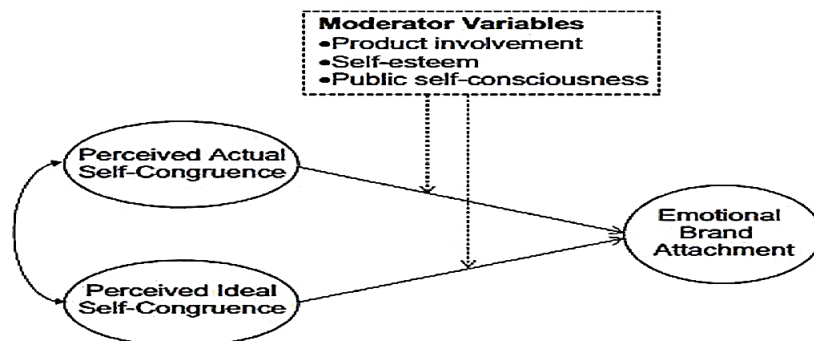 Moderator Variables
•Product involvement
•Self-esteem
•Public self-consciousness
Perceived Actual
Self-Congruence
Emotional
Brand
Attachment
Perceived Ideal
Self-Congruence